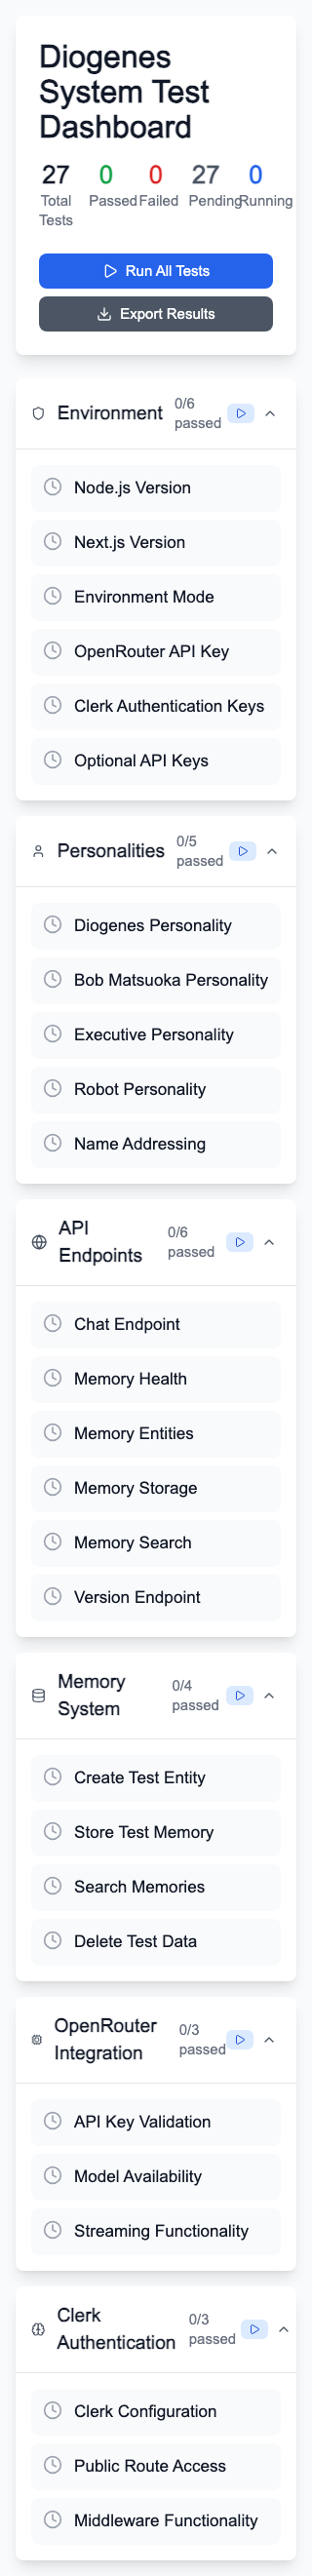 Diogenes
System Test
Dashboard
27 0 0 27 0
Total Tests Passed Failed Pending Running
Run All Tests
Export Results
Environment 0/6 passed
Node.js Version
Next.js Version
Environment Mode
OpenRouter API Key
Clerk Authentication Keys
Optional API Keys
Personalities 0/5 passed
Diogenes Personality
Bob Matsuoka Personality
Executive Personality
Robot Personality
Name Addressing
API Endpoints 0/6 passed
Chat Endpoint
Memory Health
Memory Entities
Memory Storage
Memory Search
Version Endpoint
Memory System 0/4 passed
Create Test Entity
Store Test Memory
Search Memories
Delete Test Data
OpenRouter Integration 0/3 passed
API Key Validation
Model Availability
Streaming Functionality
Clerk Authentication 0/3 passed
Clerk Configuration
Public Route Access
Middleware Functionality